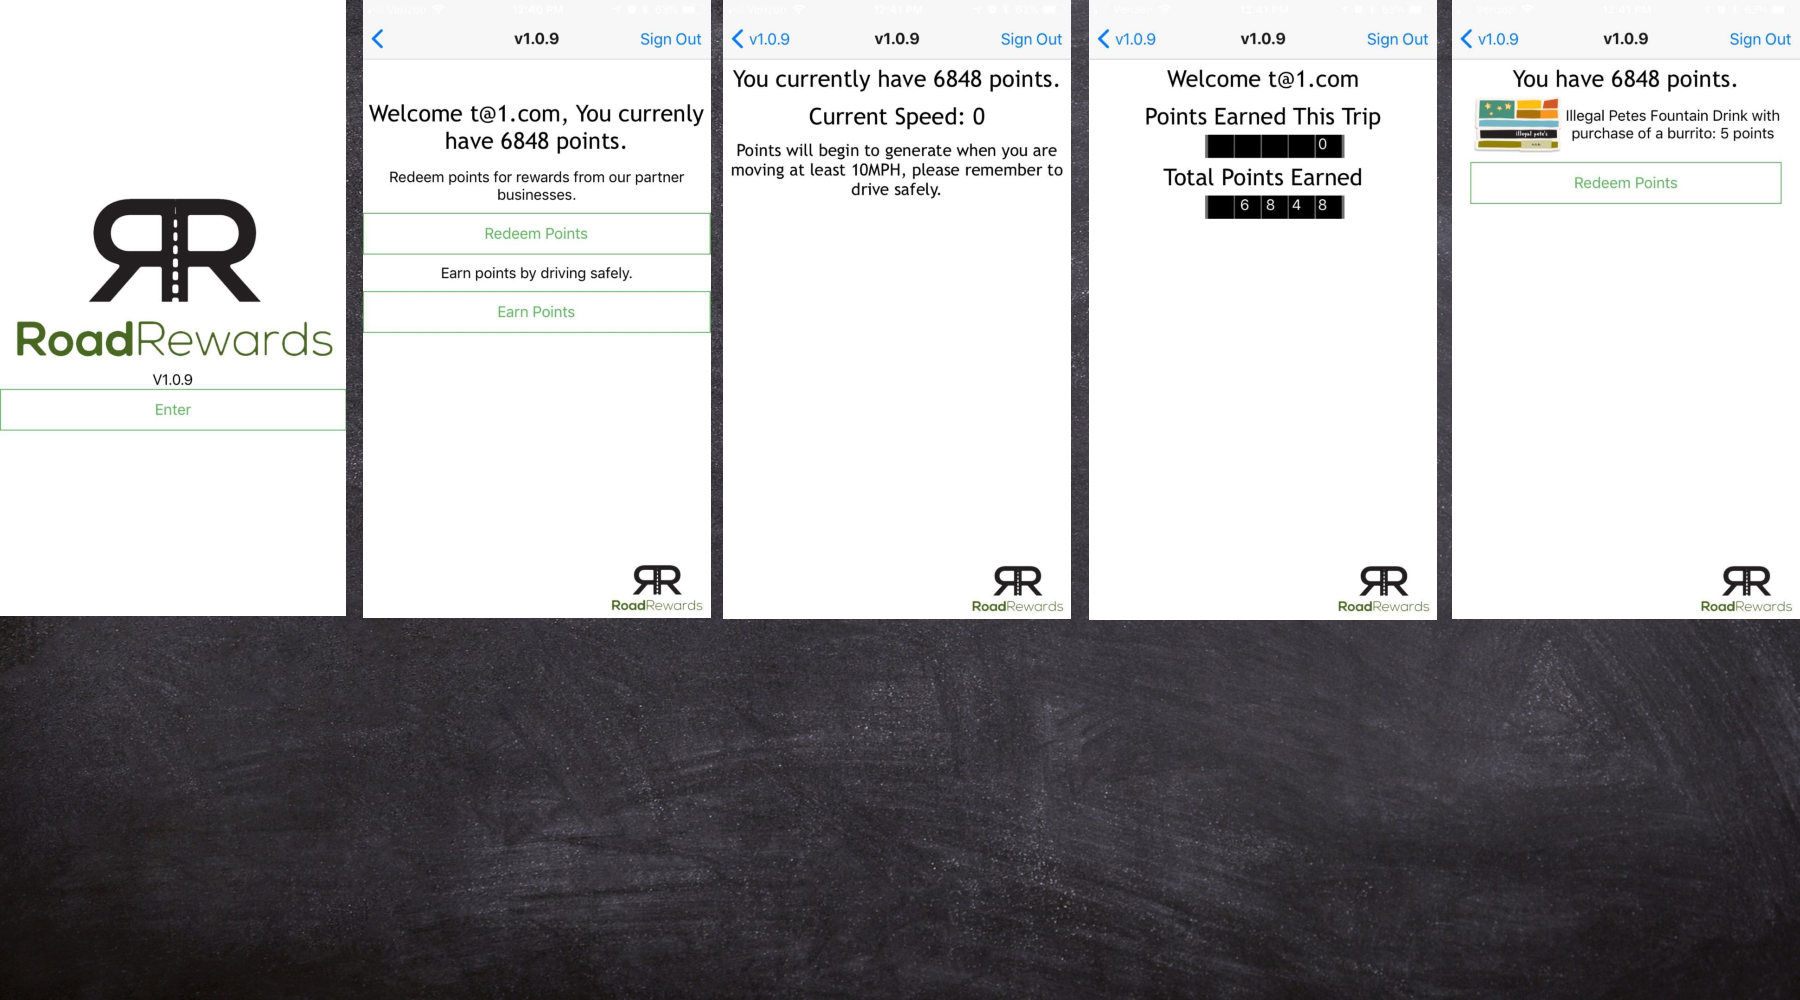 RoadRewards
V1.0.9
Enter
v1.0.9
Sign Out
Welcome t@1.com, You currenly
have 6848 points.
Redeem points for rewards from our partner
businesses.
Redeem Points
Earn points by driving safely.
Earn Points
RoadRewards
v1.0.9
v1.0.9
Sign Out
You currently have 6848 points.
Current Speed: 0
Points will begin to generate when you are
moving at least 10MPH, please remember to
drive safely.
RoadRewards
v1.0.9
v1.0.9
Sign Out
Welcome t@1.com
Points Earned This Trip
0
Total Points Earned
6848
RoadRewards
v1.0.9
v1.0.9
Sign Out
You have 6848 points.
illegal pete's
Illegal Petes Fountain Drink with
purchase of a burrito: 5 points
Redeem Points
RoadRewards